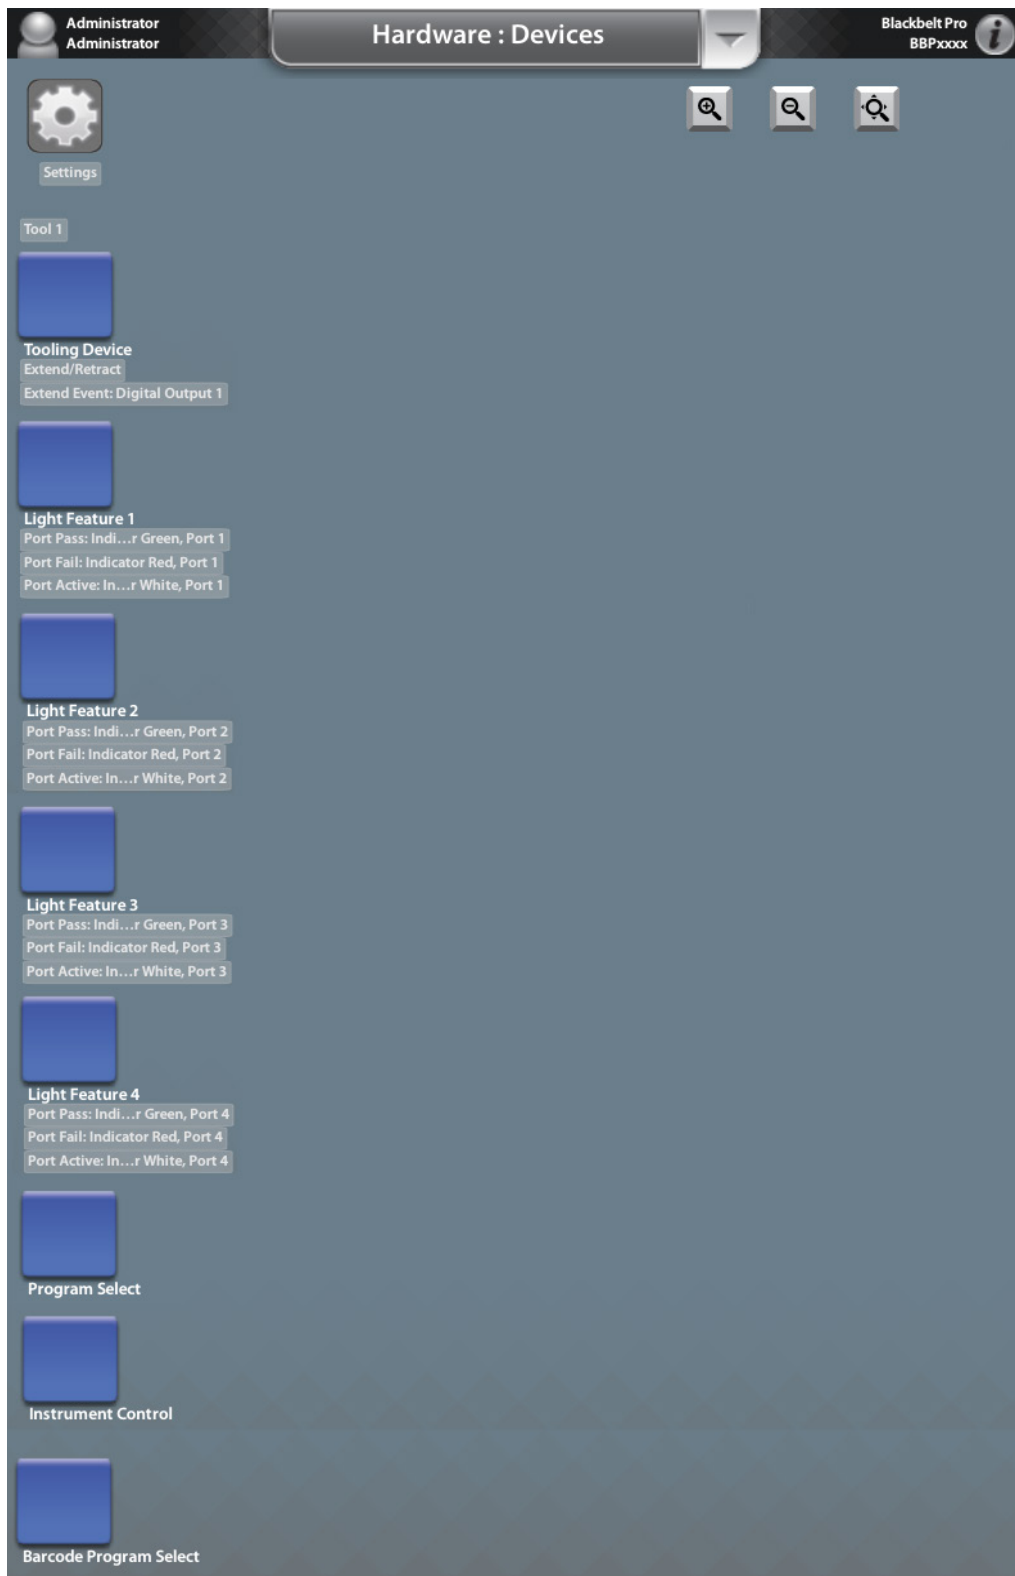 Administrator
Administrator
Hardware : Devices
Blackbelt Pro
BBPxxxx
i
Settings
Tool 1
Tooling Device
Extend/Retract
Extend Event: Digital Output 1
Light Feature 1
Port Pass: Indi...r Green, Port 1
Port Fail: Indicator Red, Port 1
Port Active: In...r White, Port 1
Light Feature 2
Port Pass: Indi...r Green, Port 2
Port Fail: Indicator Red, Port 2
Port Active: In...r White, Port 2
Light Feature 3
Port Pass: Indi...r Green, Port 3
Port Fail: Indicator Red, Port 3
Port Active: In...r White, Port 3
Light Feature 4
Port Pass: Indi...r Green, Port 4
Port Fail: Indicator Red, Port 4
Port Active: In...r White, Port 4
Program Select
Instrument Control
Barcode Program Select